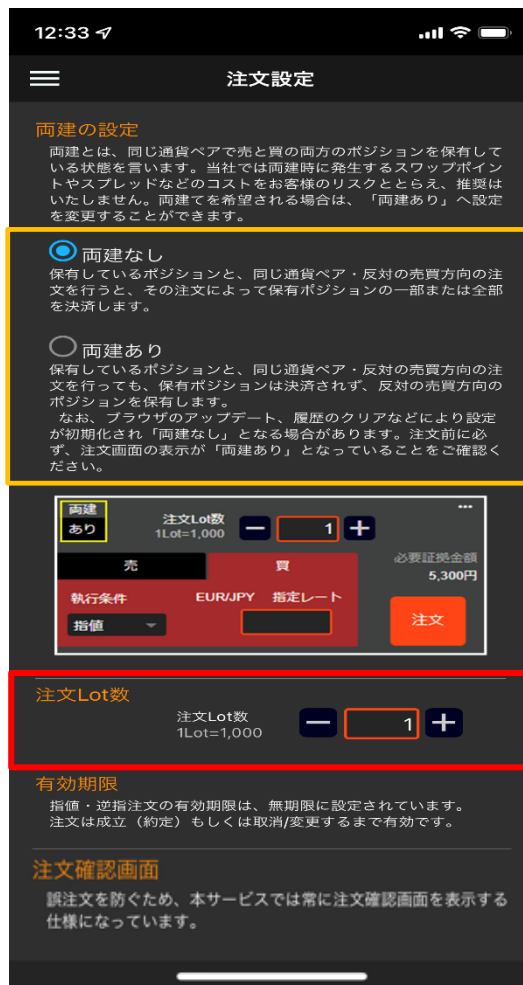 12:33
注文設定
両建の設定
両建とは、同じ通貨ペアで売と買の両方のポジションを保有して
いる状態を言います。当社では両建時に発生するスワップポイン
トやスプレッドなどのコストをお客様のリスクととらえ、推奨は
いたしません。両建てを希望される場合は、「両建あり」へ設定
を変更することができます。
両建なし
保有しているポジションと、同じ通貨ペア・反対の売買方向の注
文を行うと、その注文によって保有ポジションの一部または全部
を決済します。
両建あり
保有しているポジションと、同じ通貨ペア・反対の売買方向の注
文を行っても、保有ポジションは決済されず、反対の売買方向の
ポジションを保有します。
なお、ブラウザのアップデート、履歴のクリアなどにより設定
が初期化され「両建なし」となる場合があります。注文前に必
ず、注文画面の表示が「両建あり」となっていることをご確認く
ださい。
両建
あり
注文Lot数
1Lot=1,000
1
売
買
必要証拠金額
5,300円
執行条件
EUR/JPY 指定レート
指値
注文
注文Lot数
注文Lot数
1Lot=1,000
1
有効期限
指値・逆指注文の有効期限は、無期限に設定されています。
注文は成立（約定）もしくは取消/変更するまで有効です。
注文確認画面
誤注文を防ぐため、本サービスでは常に注文確認画面を表示する
仕様になっています。